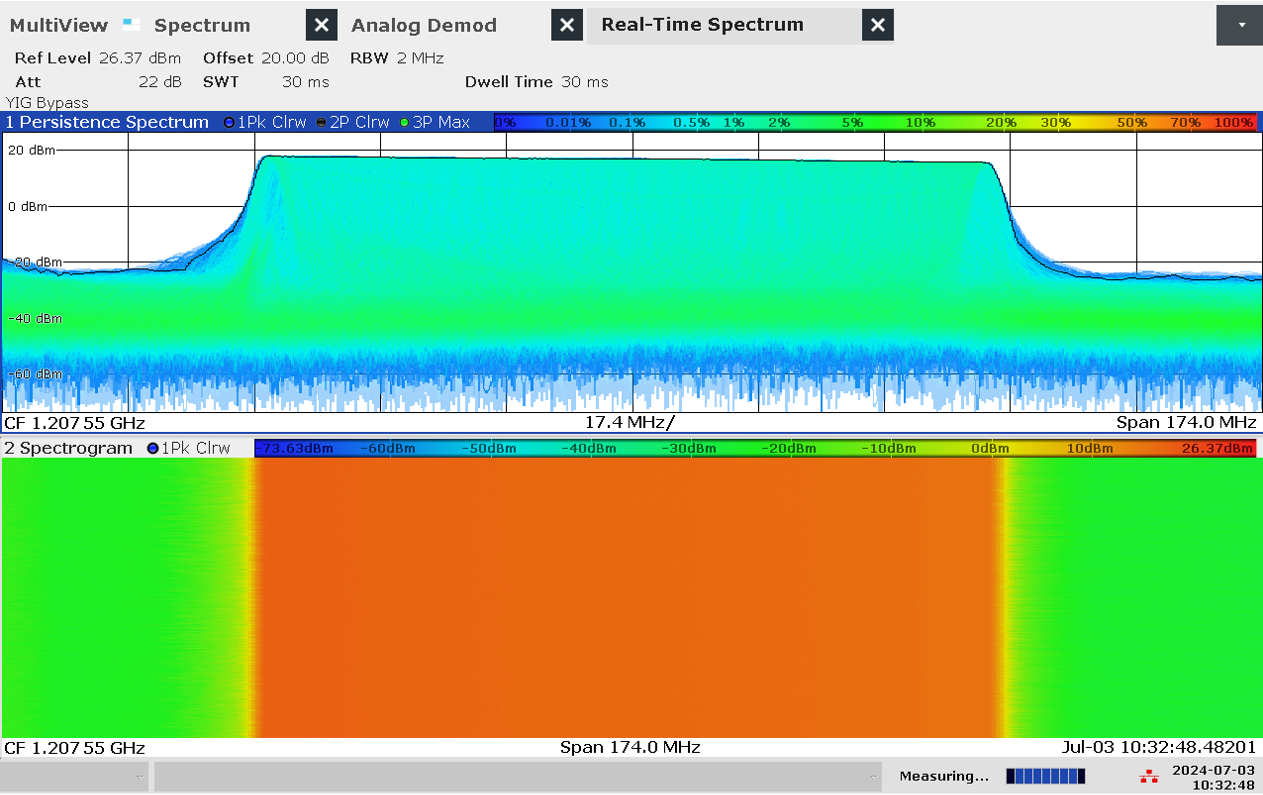 MultiView Spectrum Analog Demod Real-Time Spectrum
Ref Level 26.37 dBm Offset 20.00 dB RBW 2 MHz
Att 22 dB SWT 30 ms Dwell Time 30 ms
YIG Bypass
1 Persistence Spectrum 1Pk Clrw 2P Clrw 3P Max 0% 0.01% 0.1% 0.5% 1% 2% 5% 10% 20% 30% 50% 70% 100%
20 dBm
0 dBm
-20 dBm
-40 dBm
-60 dBm
CF 1.207 55 GHz 17.4 MHz/ Span 174.0 MHz
2 Spectrogram 1Pk Clrw -73.63dBm -60dBm -50dBm -40dBm -30dBm -20dBm -10dBm 0dBm 10dBm 26.37dBm
CF 1.207 55 GHz Span 174.0 MHz Jul-03 10:32:48.48201
Measuring... 2024-07-03
10:32:48